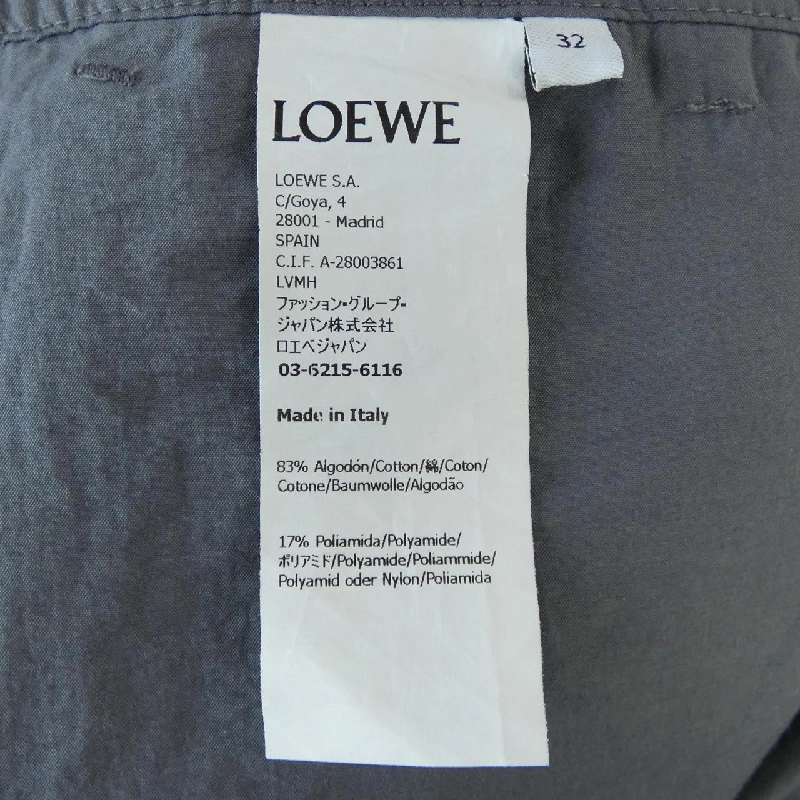 32
LOEWE
LOEWE S.A.
C/Goya, 4
28001 - Madrid
SPAIN
C.I.F. A-28003861
LVMH
ファッション・グループ・
ジャパン株式会社
ロエベジャパン
03-6215-6116
Made in Italy
83% Algodón/Cotton/綿/Coton/
Cotone/Baumwolle/Algodão
17% Poliamida/Polyamide/
ポリアミド/Polyamide/Poliammide/
Polyamid oder Nylon/Poliamida